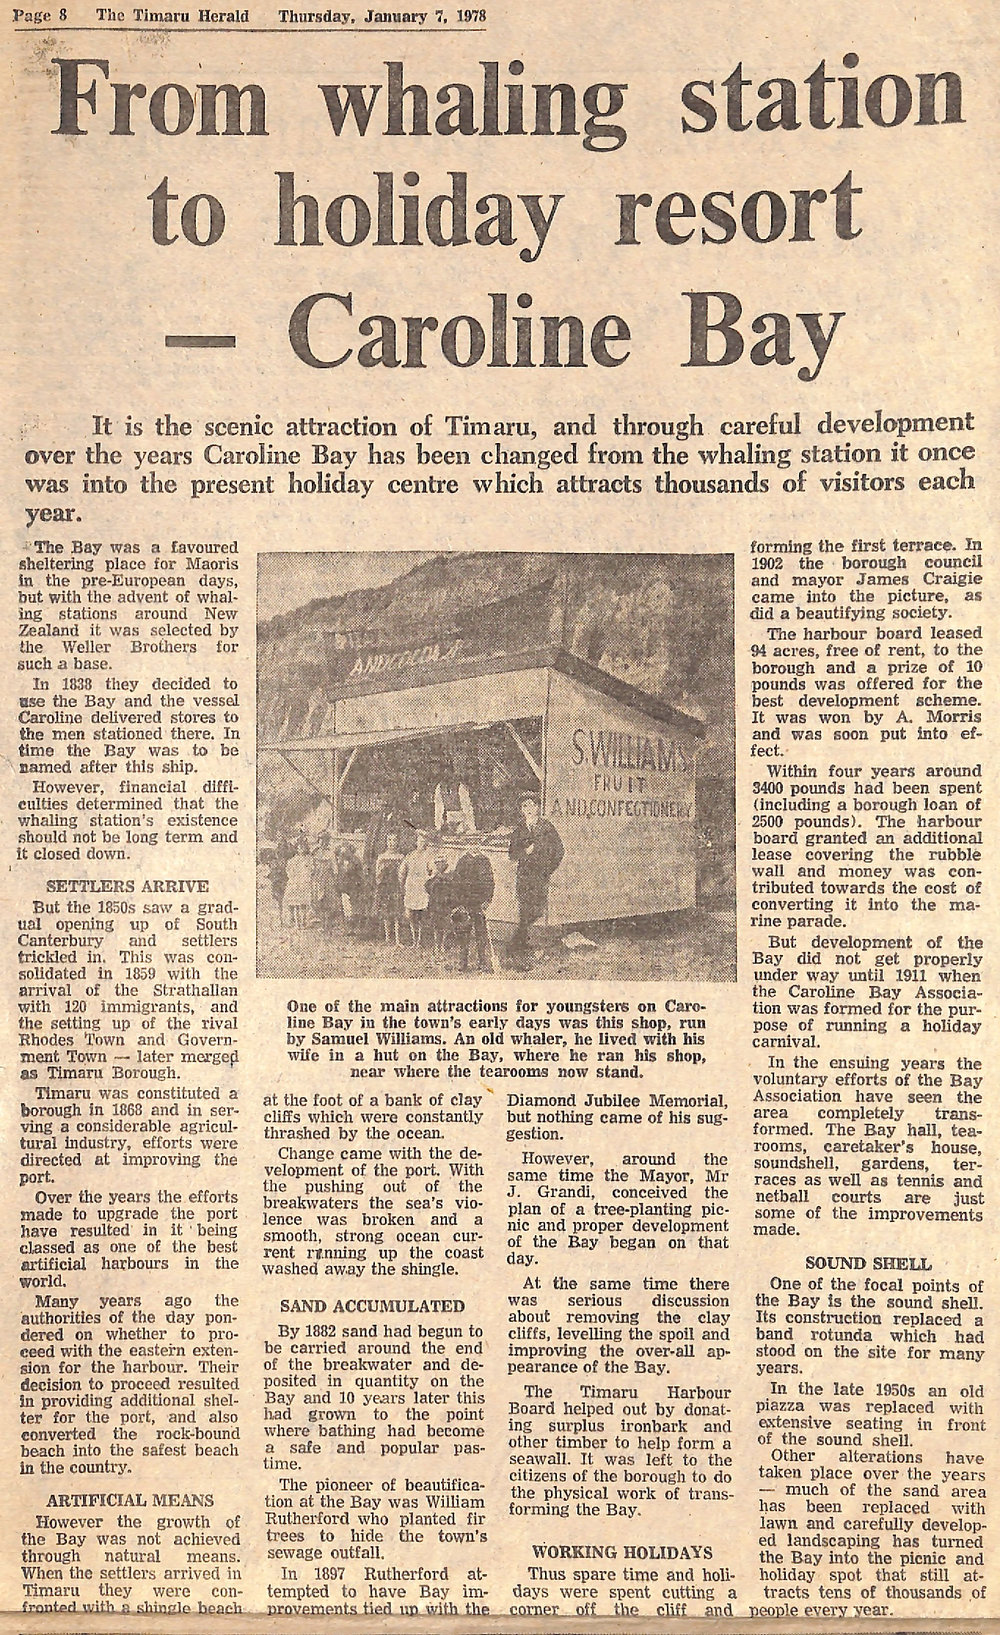 Page 8 The Timaru Herald Thursday, January 7, 1978
From whaling station
to holiday resort
— Caroline Bay
It is the scenic attraction of Timaru, and through careful development
over the years Caroline Bay has been changed from the whaling station it once
was into the present holiday centre which attracts thousands of visitors each
year.
The Bay was a favoured
sheltering place for Maoris
in the pre-European days,
but with the advent of whal-
ing stations around New
Zealand it was selected by
the Weller Brothers for
such a base.
In 1838 they decided to
use the Bay and the vessel
Caroline delivered stores to
the men stationed there. In
time the Bay was to be
named after this ship.
However, financial diffi-
culties determined that the
whaling station's existence
should not be long term and
it closed down.
SETTLERS ARRIVE
But the 1850s saw a grad-
ual opening up of South
Canterbury and settlers
trickled in. This was con-
solidated in 1859 with the
arrival of the Strathallan
with 120 immigrants, and
the setting up of the rival
Rhodes Town and Govern-
ment Town — later merged
as Timaru Borough.
Timaru was constituted a
borough in 1868 and in ser-
ving a considerable agricul-
tural industry, efforts were
directed at improving the
port.
Over the years the efforts
made to upgrade the port
have resulted in it being
classed as one of the best
artificial harbours in the
world.
Many years ago the
authorities of the day pon-
dered on whether to pro-
ceed with the eastern exten-
sion for the harbour. Their
decision to proceed resulted
in providing additional shel-
ter for the port, and also
converted the rock-bound
beach into the safest beach
in the country.
ARTIFICIAL MEANS
However the growth of
the Bay was not achieved
through natural means.
When the settlers arrived in
Timaru they were con-
fronted with a shingle beach
S. WILLIAMS
FRUIT
AND CONFECTIONERY
One of the main attractions for youngsters on Caro-
line Bay in the town's early days was this shop, run
by Samuel Williams. An old whaler, he lived with his
wife in a hut on the Bay, where he ran his shop,
near where the tearooms now stand.
at the foot of a bank of clay
cliffs which were constantly
thrashed by the ocean.
Change came with the de-
velopment of the port. With
the pushing out of the
breakwaters the sea's vio-
lence was broken and a
smooth, strong ocean cur-
rent running up the coast
washed away the shingle.
SAND ACCUMULATED
By 1882 sand had begun to
be carried around the end
of the breakwater and de-
posited in quantity on the
Bay and 10 years later this
had grown to the point
where bathing had become
a safe and popular pas-
time.
The pioneer of beautifica-
tion at the Bay was William
Rutherford who planted fir
trees to hide the town's
sewage outfall.
In 1897 Rutherford at-
tempted to have Bay im-
provements tied up with the
Diamond Jubilee Memorial,
but nothing came of his sug-
gestion.
However, around the
same time the Mayor, Mr
J. Grandi, conceived the
plan of a tree-planting pic-
nic and proper development
of the Bay began on that
day.
At the same time there
was serious discussion
about removing the clay
cliffs, levelling the spoil and
improving the over-all ap-
pearance of the Bay.
The Timaru Harbour
Board helped out by donat-
ing surplus ironbark and
other timber to help form a
seawall. It was left to the
citizens of the borough to do
the physical work of trans-
forming the Bay.
WORKING HOLIDAYS
Thus spare time and holi-
days were spent cutting a
corner off the cliff and
forming the first terrace. In
1902 the borough council
and mayor James Craigie
came into the picture, as
did a beautifying society.
The harbour board leased
94 acres, free of rent, to the
borough and a prize of 10
pounds was offered for the
best development scheme.
It was won by A. Morris
and was soon put into ef-
fect.
Within four years around
3400 pounds had been spent
(including a borough loan of
2500 pounds). The harbour
board granted an additional
lease covering the rubble
wall and money was con-
tributed towards the cost of
converting it into the ma-
rine parade.
But development of the
Bay did not get properly
under way until 1911 when
the Caroline Bay Associa-
tion was formed for the pur-
pose of running a holiday
carnival.
In the ensuing years the
voluntary efforts of the Bay
Association have seen the
area completely trans-
formed. The Bay hall, tea-
rooms, caretaker's house,
soundshell, gardens, ter-
races as well as tennis and
netball courts are just
some of the improvements
made.
SOUND SHELL
One of the focal points of
the Bay is the sound shell.
Its construction replaced a
band rotunda which had
stood on the site for many
years.
In the late 1950s an old
piazza was replaced with
extensive seating in front
of the sound shell.
Other alterations have
taken place over the years
— much of the sand area
has been replaced with
lawn and carefully develop-
ed landscaping has turned
the Bay into the picnic and
holiday spot that still at-
tracts tens of thousands of
people every year.